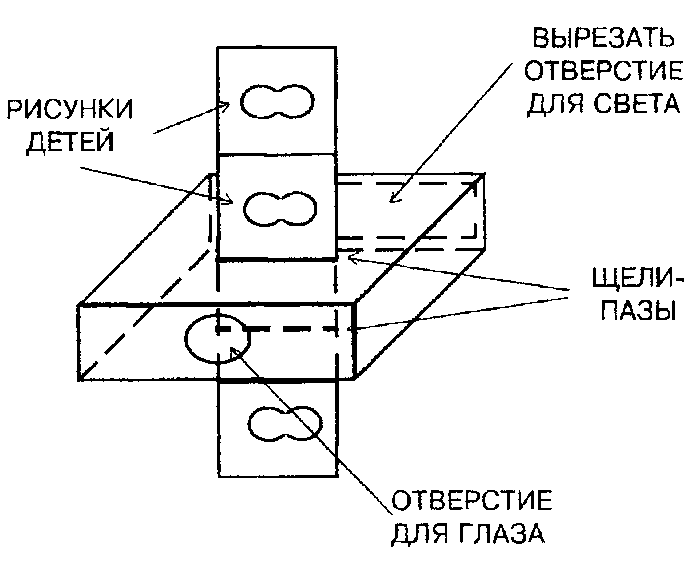 ВЫРЕЗАТЬ
ОТВЕРСТИЕ
ДЛЯ СВЕТА
РИСУНКИ
ДЕТЕЙ
ЩЕЛИ-
ПАЗЫ
ОТВЕРСТИЕ
ДЛЯ ГЛАЗА